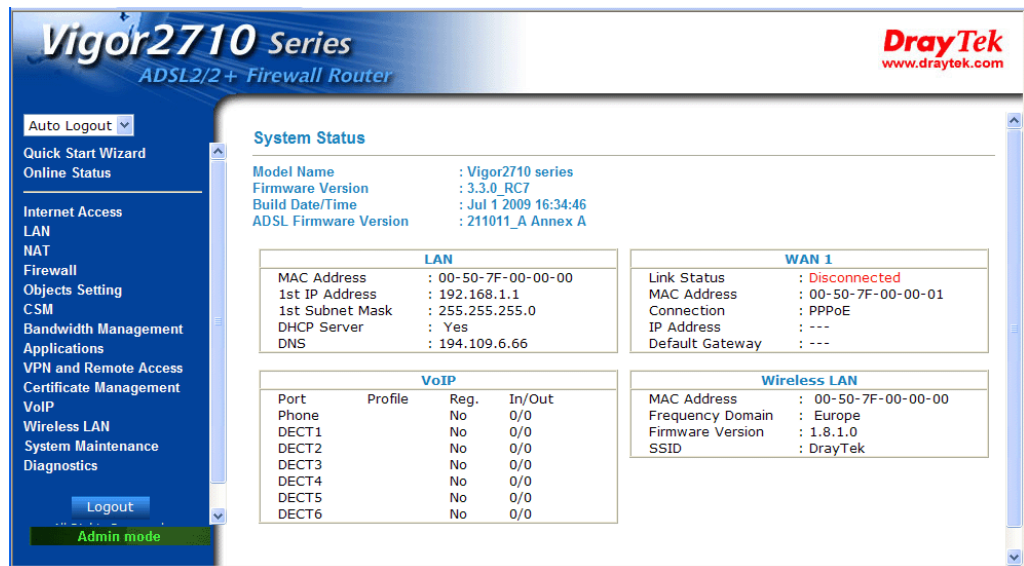 Vigor2710 Series
ADSL2/2+ Firewall Router
DrayTek
www.draytek.com
Auto Logout
Quick Start Wizard
Online Status
Internet Access
LAN
NAT
Firewall
Objects Setting
CSM
Bandwidth Management
Applications
VPN and Remote Access
Certificate Management
VoIP
Wireless LAN
System Maintenance
Diagnostics
Logout
Admin mode
System Status
Model Name : Vigor2710 series
Firmware Version : 3.3.0_RC7
Build Date/Time : Jul 1 2009 16:34:46
ADSL Firmware Version : 211011_A Annex A
LAN
MAC Address : 00-50-7F-00-00-00
1st IP Address : 192.168.1.1
1st Subnet Mask : 255.255.255.0
DHCP Server : Yes
DNS : 194.109.6.66
WAN 1
Link Status : Disconnected
MAC Address : 00-50-7F-00-00-01
Connection : PPPoE
IP Address : ---
Default Gateway : ---
VoIP
Port Profile Reg. In/Out
Phone No 0/0
DECT1 No 0/0
DECT2 No 0/0
DECT3 No 0/0
DECT4 No 0/0
DECT5 No 0/0
DECT6 No 0/0
Wireless LAN
MAC Address : 00-50-7F-00-00-00
Frequency Domain : Europe
Firmware Version : 1.8.1.0
SSID : DrayTek